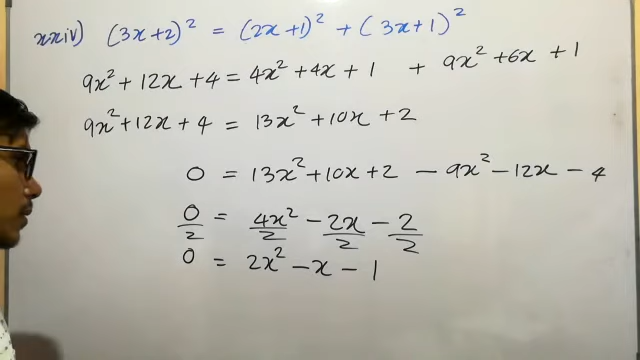 xxiv) (3x+2)² = (2x+1)² + (3x+1)²
9x² + 12x + 4 = 4x² + 4x + 1 + 9x² + 6x + 1
9x² + 12x + 4 = 13x² + 10x + 2
0 = 13x² + 10x + 2 - 9x² - 12x - 4
0/2 = 4x²/2 - 2x/2 - 2/2
0 = 2x² - x - 1